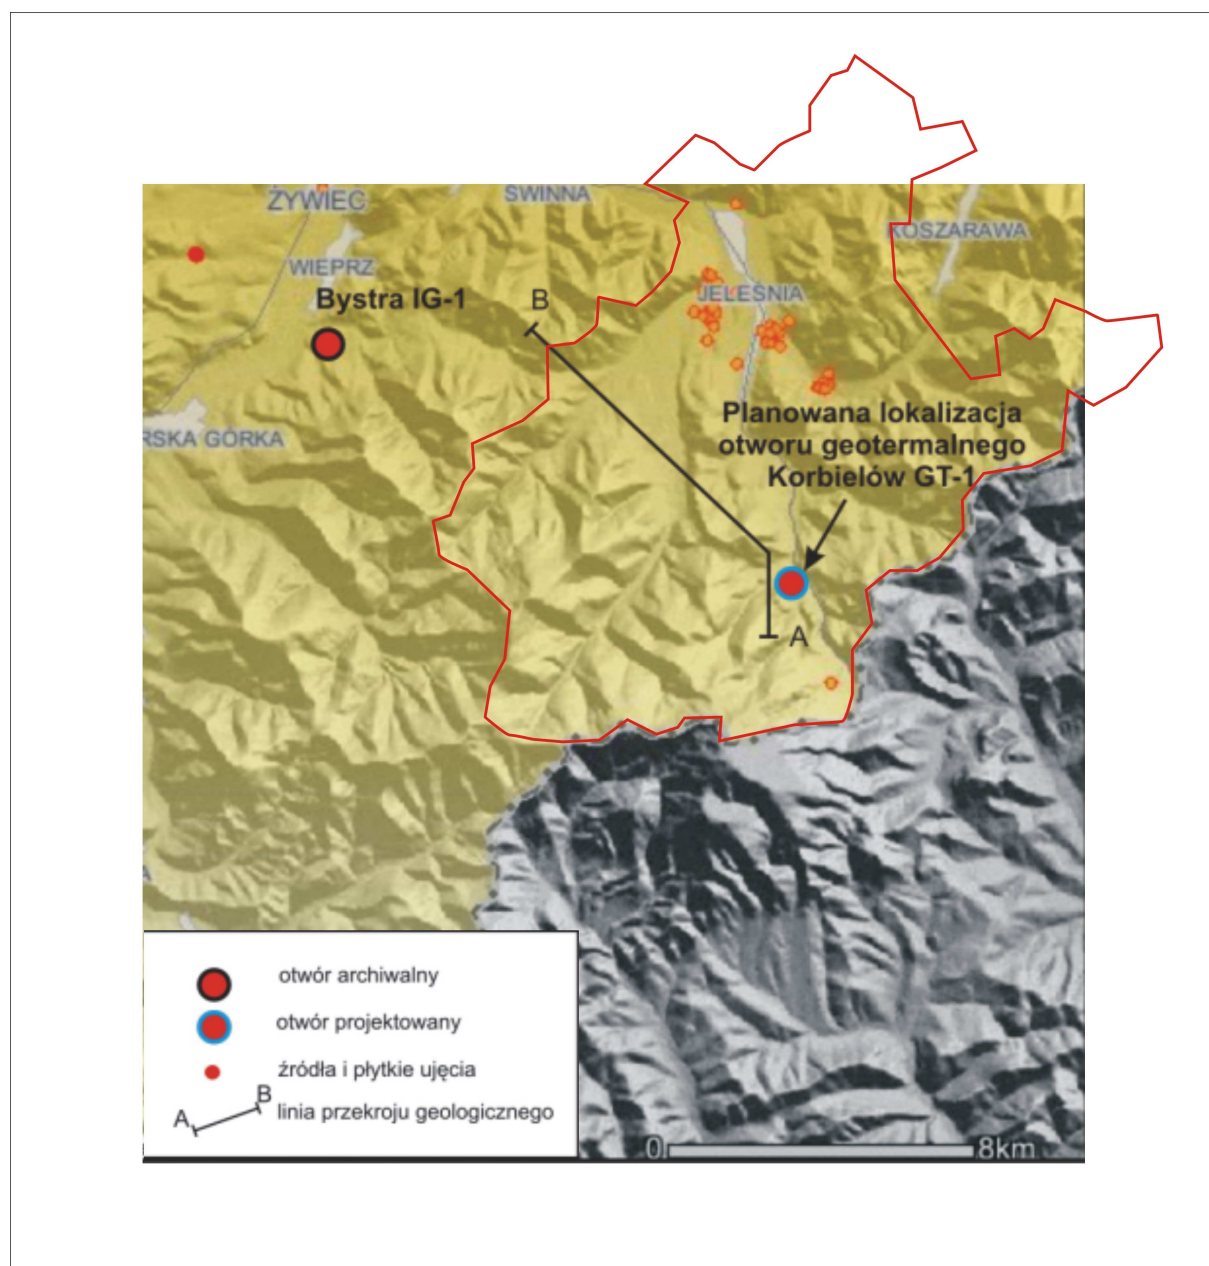 ŻYWIEC
ŚWINNA
KOSZARAWA
WIEPRZ
Bystra IG-1
B
JELEŚNIA
RSKA GÓRKA
Planowana lokalizacja
otworu geotermalnego
Korbielów GT-1
A
A
otwór archiwalny
otwór projektowany
źródła i płytkie ujęcia
A B linia przekroju geologicznego
0 8km